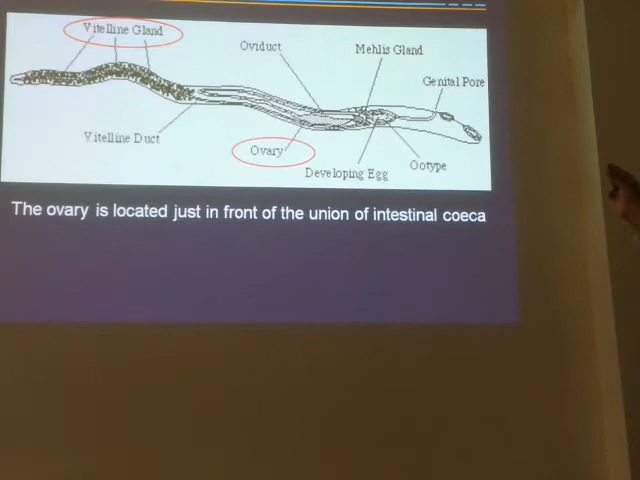 Vitelline Gland
Oviduct
Mehlis Gland
Genital Pore
Vitelline Duct
Ovary
Developing Egg
Ootype
The ovary is located just in front of the union of intestinal coeca